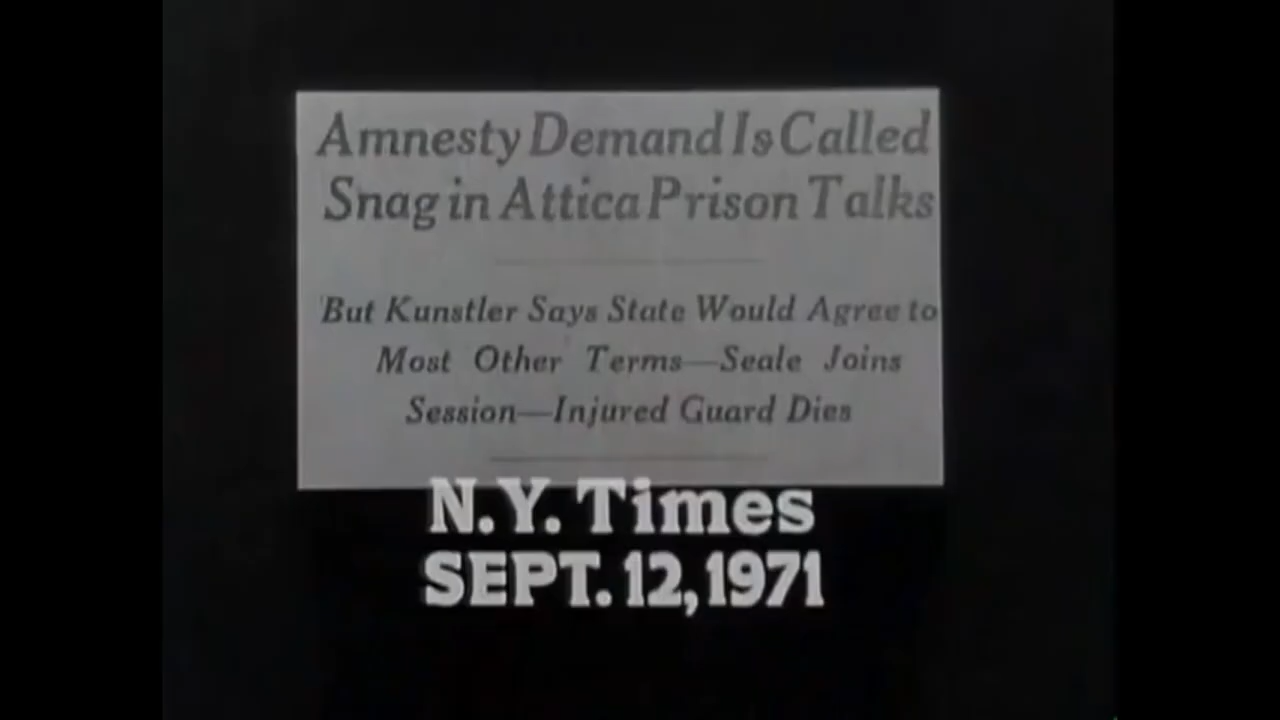 Amnesty Demand Is Called
Snag in Attica Prison Talks
But Kunstler Says State Would Agree to
Most Other Terms—Seale Joins
Session—Injured Guard Dies
N.Y. Times
SEPT. 12, 1971